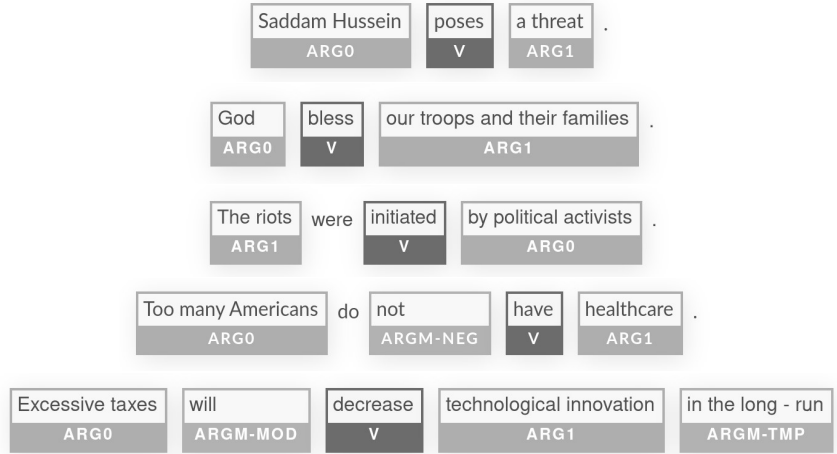 Saddam Hussein poses a threat .
ARG0 V ARG1
God bless our troops and their families .
ARG0 V ARG1
The riots were initiated by political activists .
ARG1 V ARG0
Too many Americans do not have healthcare .
ARG0 ARGM-NEG V ARG1
Excessive taxes will decrease technological innovation in the long - run
ARG0 ARGM-MOD V ARG1 ARGM-TMP